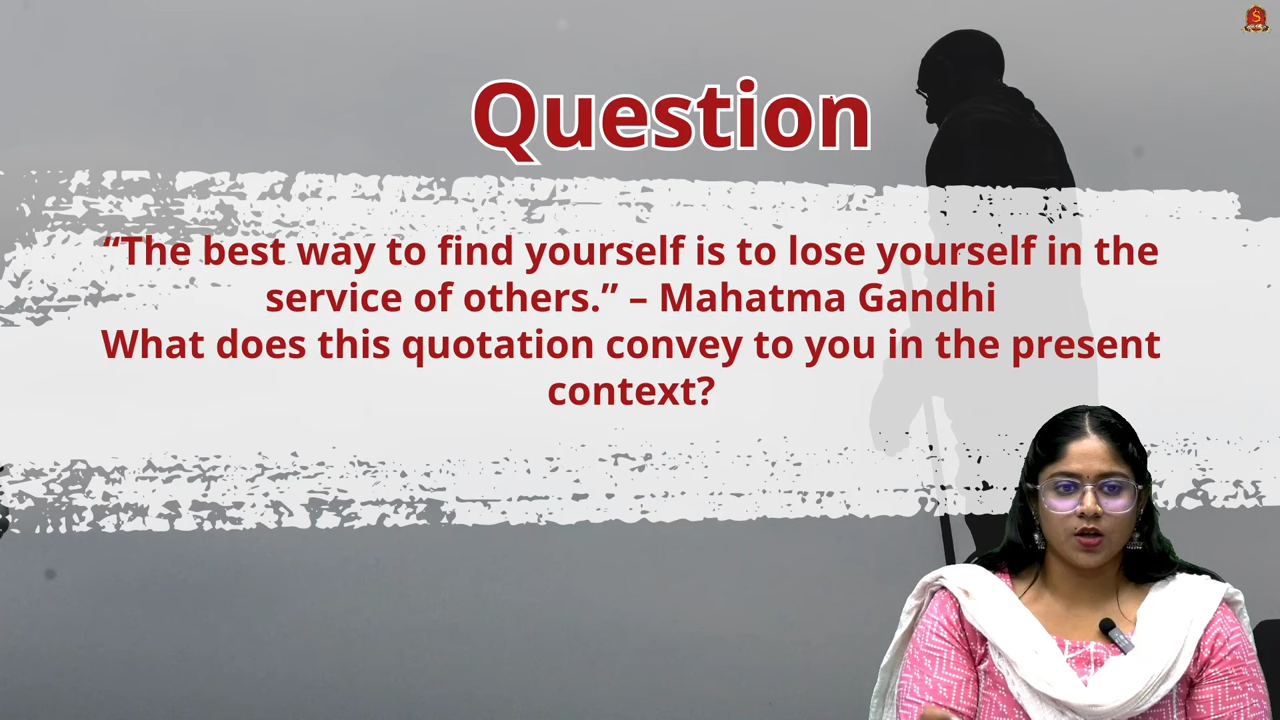 Question
“The best way to find yourself is to lose yourself in the
service of others.” – Mahatma Gandhi
What does this quotation convey to you in the present
context?